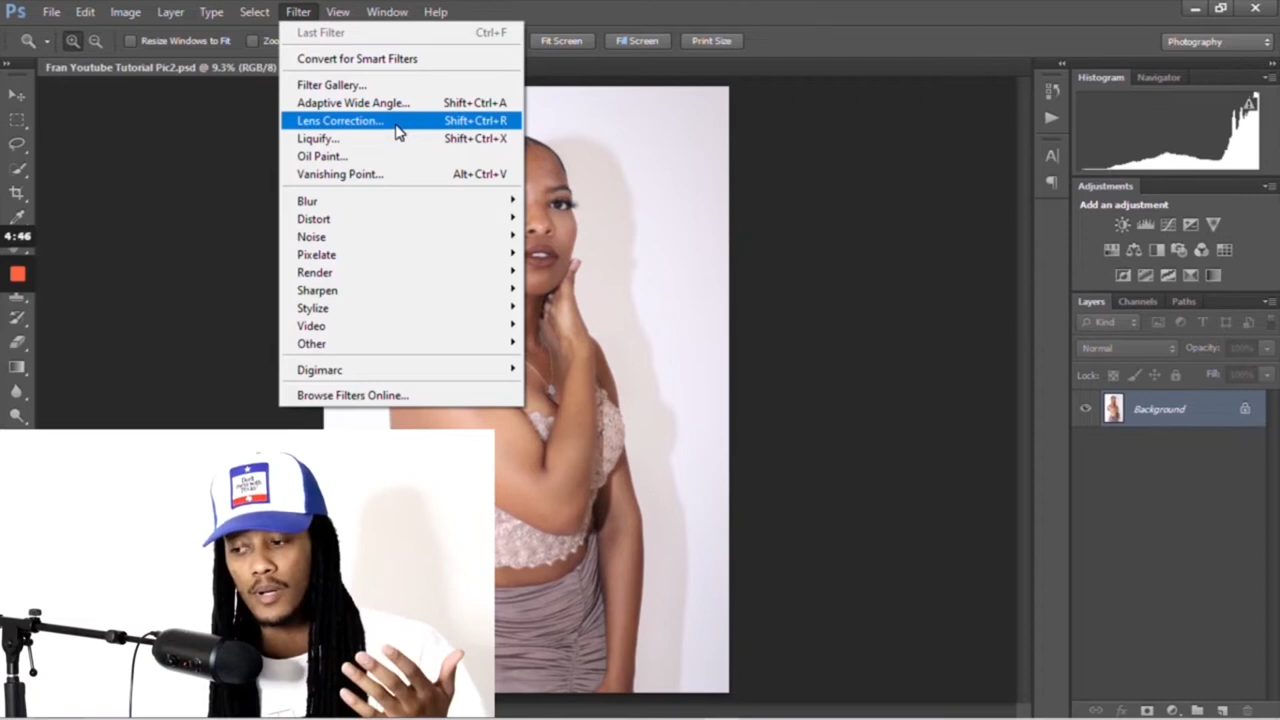 Ps File Edit Image Layer Type Select Filter View Window Help
Resize Windows to Fit Fit Screen Fill Screen Print Size Photography
Fran Youtube Tutorial Pic2.psd @ 9.3% (RGB/8)
Last Filter Ctrl+F
Convert for Smart Filters
Filter Gallery...
Adaptive Wide Angle... Shift+Ctrl+A
Lens Correction... Shift+Ctrl+R
Liquify... Shift+Ctrl+X
Oil Paint...
Vanishing Point... Alt+Ctrl+V
Blur
Distort
Noise
Pixelate
Render
Sharpen
Stylize
Video
Other
Digimarc
Browse Filters Online...
4:46
Histogram Navigator
Adjustments
Add an adjustment
Layers Channels Paths
Kind
Normal Opacity: 100%
Lock: Fill: 100%
Background